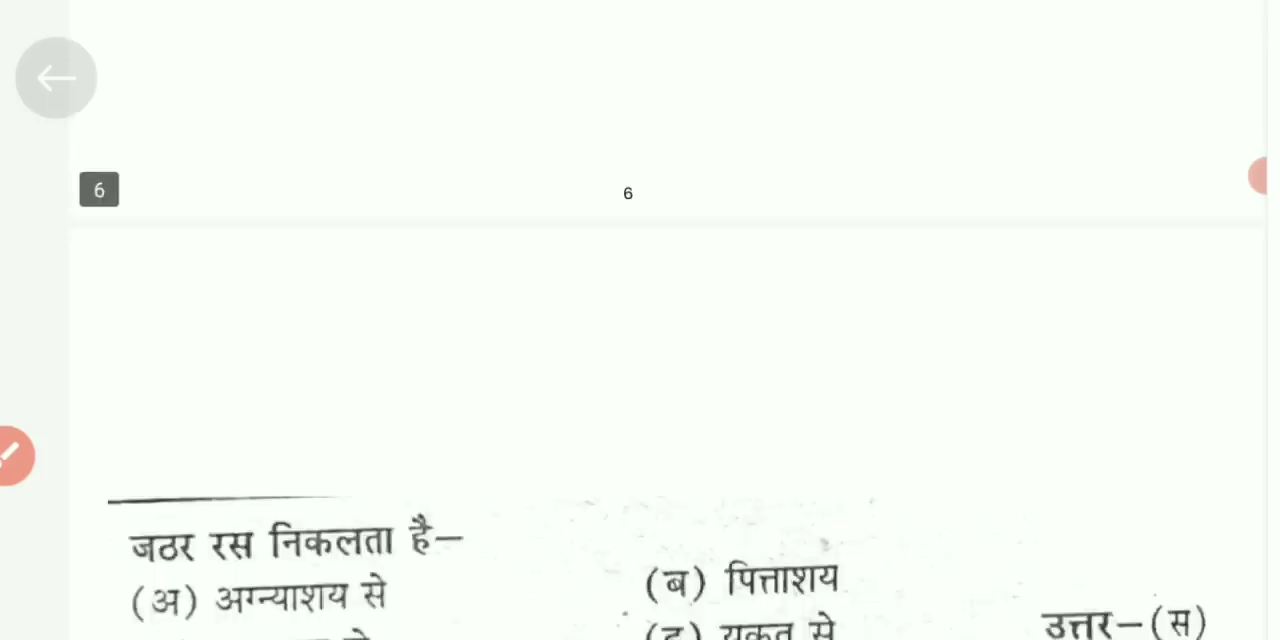 6
6
जठर रस निकलता है–
(अ) अग्न्याशय से
(ब) पित्ताशय
(द) यकृत से
उत्तर–(स)